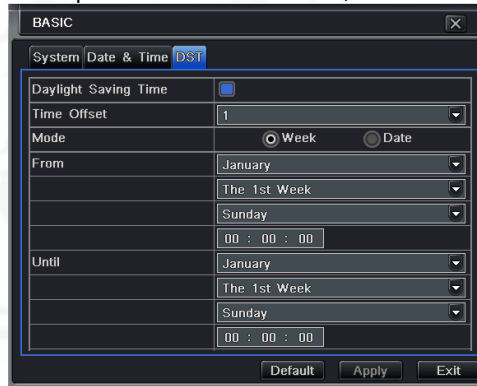 BASIC
System Date & Time DST
Daylight Saving Time
Time Offset 1
Mode Week Date
From January
The 1st Week
Sunday
00 : 00 : 00
Until January
The 1st Week
Sunday
00 : 00 : 00
Default Apply Exit